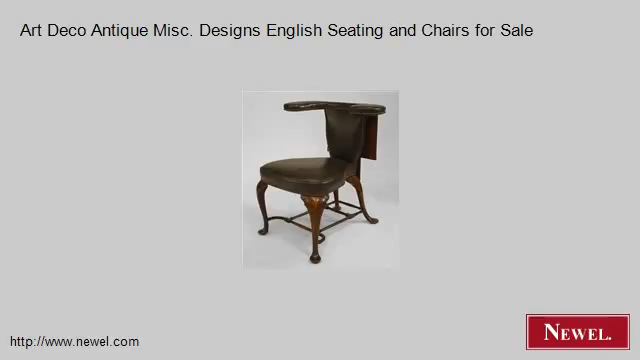 Art Deco Antique Misc. Designs English Seating and Chairs for Sale
http://www.newel.com
NEWEL.